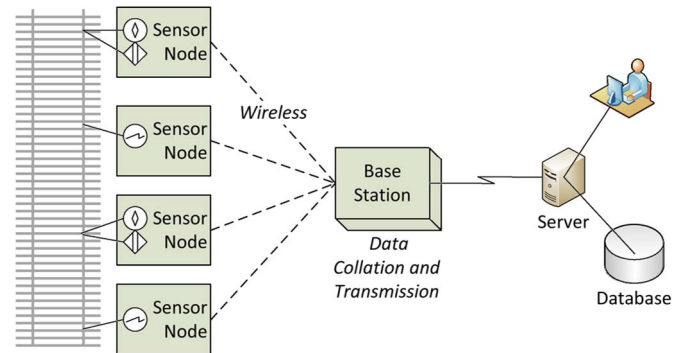 Sensor
Node
Wireless
Sensor
Node
Base
Station
Sensor
Node
Server
Data
Collation and
Transmission
Sensor
Node
Database